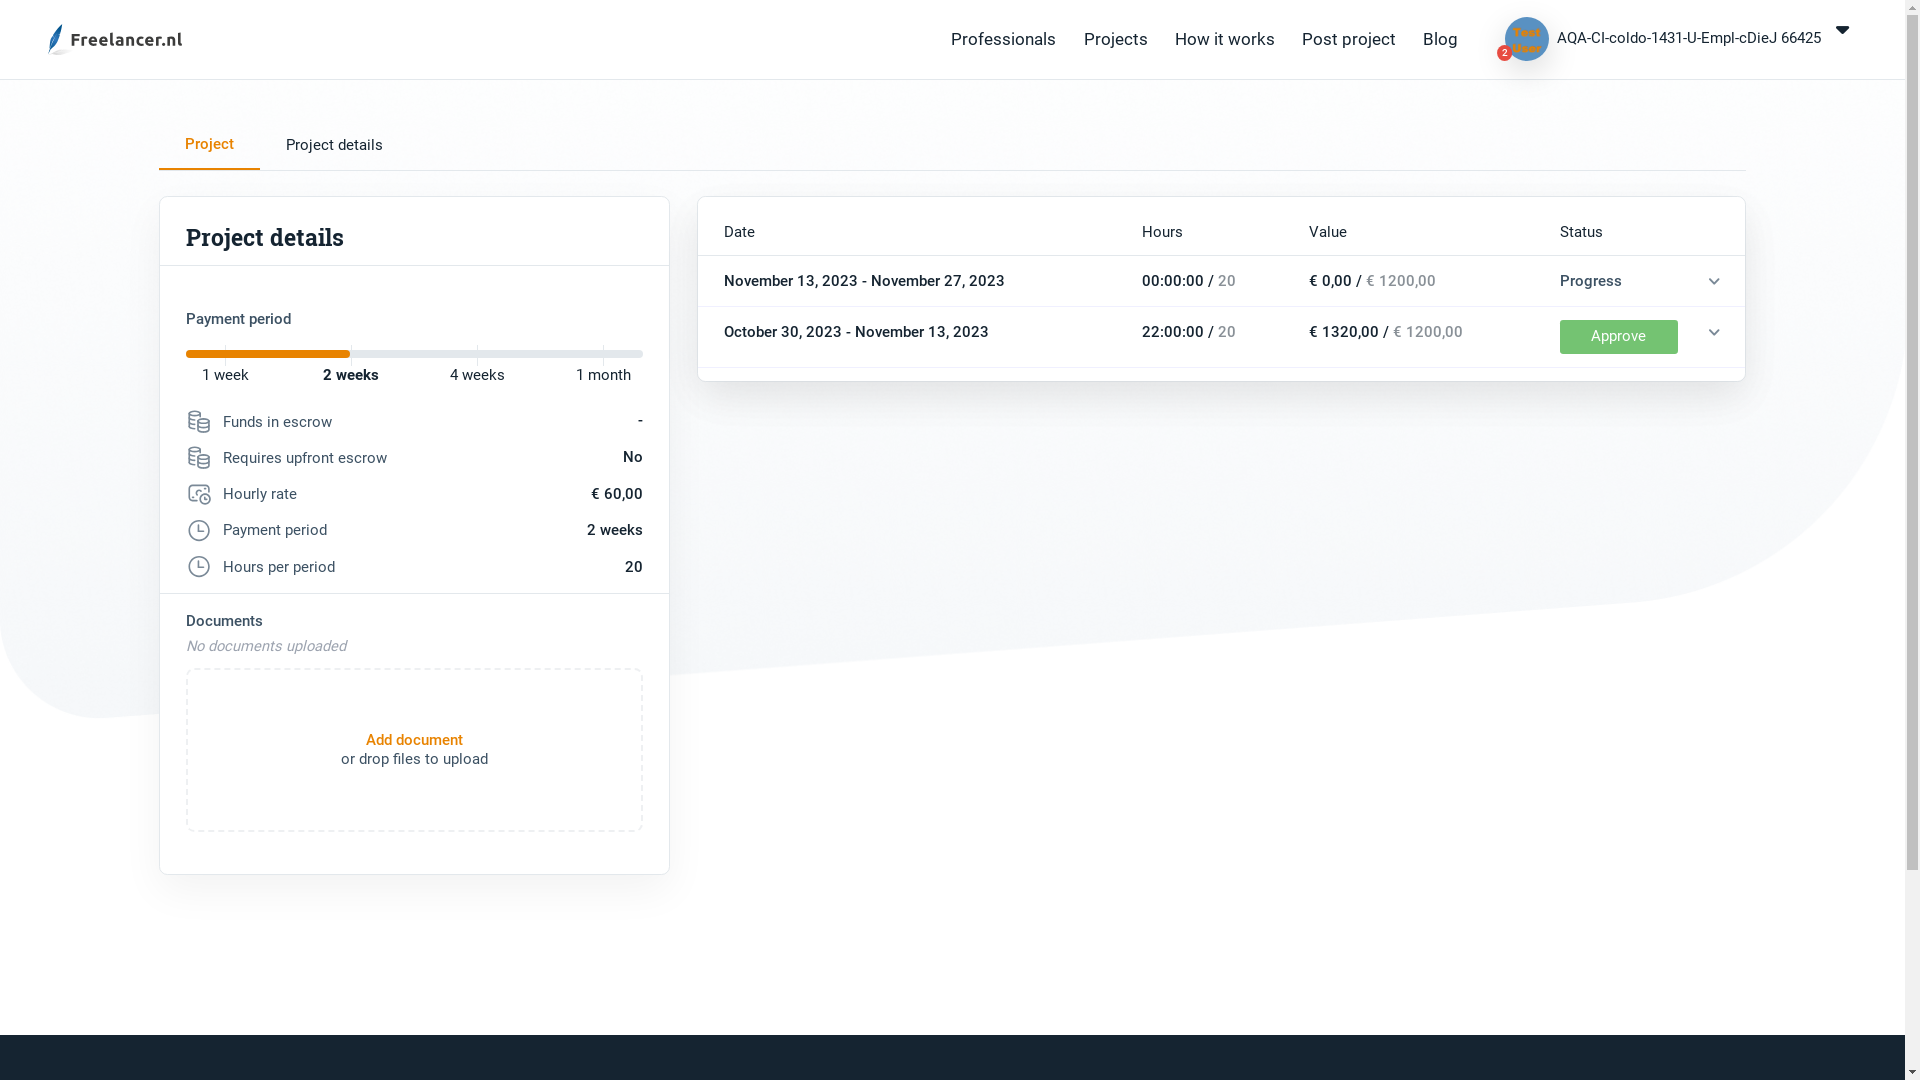 Freelancer.nl
Professionals
Projects
How it works
Post project
Blog
Test
User
2
AQA-CI-coldo-1431-U-Empl-cDieJ 66425
Project
Project details
Project details
Payment period
1 week
2 weeks
4 weeks
1 month
Funds in escrow -
Requires upfront escrow No
Hourly rate € 60,00
Payment period 2 weeks
Hours per period 20
Documents
No documents uploaded
Add document
or drop files to upload
Date Hours Value Status
November 13, 2023 - November 27, 2023 00:00:00 / 20 € 0,00 / € 1200,00 Progress
October 30, 2023 - November 13, 2023 22:00:00 / 20 € 1320,00 / € 1200,00 Approve